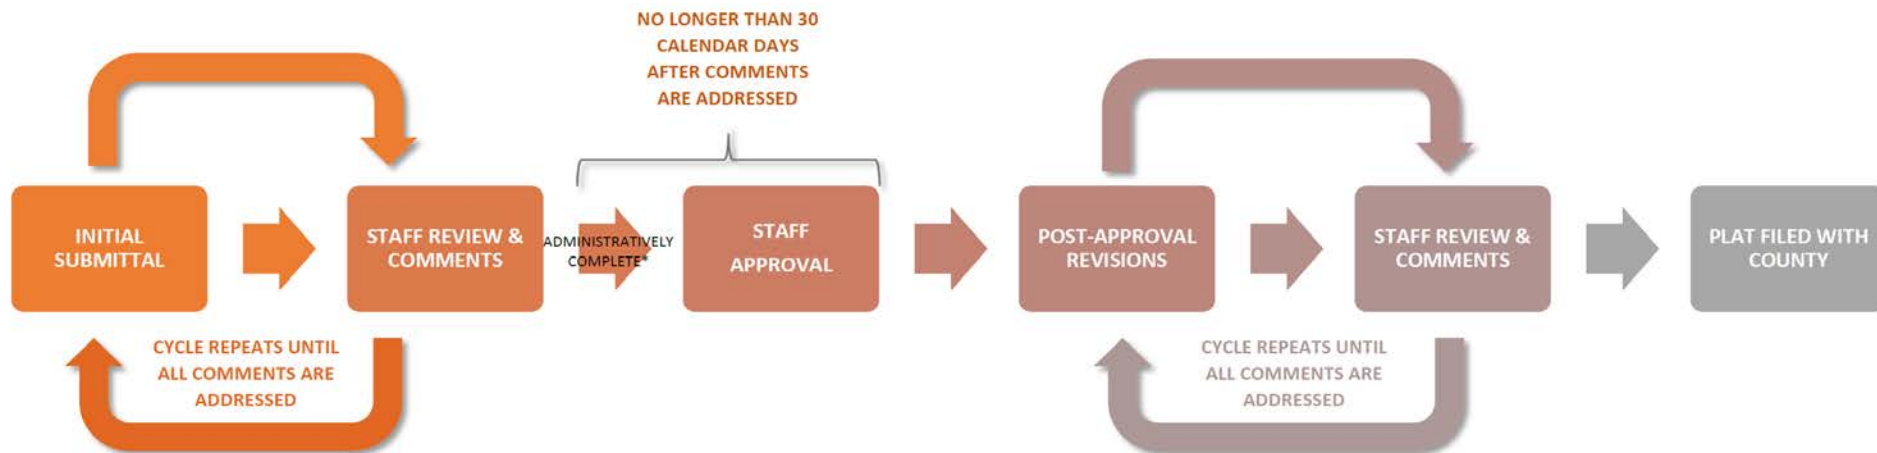 NO LONGER THAN 30
CALENDAR DAYS
AFTER COMMENTS
ARE ADDRESSED
INITIAL
SUBMITTAL
STAFF REVIEW &
COMMENTS
ADMINISTRATIVELY
COMPLETE*
STAFF
APPROVAL
POST-APPROVAL
REVISIONS
STAFF REVIEW &
COMMENTS
PLAT FILED WITH
COUNTY
CYCLE REPEATS UNTIL
ALL COMMENTS ARE
ADDRESSED
CYCLE REPEATS UNTIL
ALL COMMENTS ARE
ADDRESSED